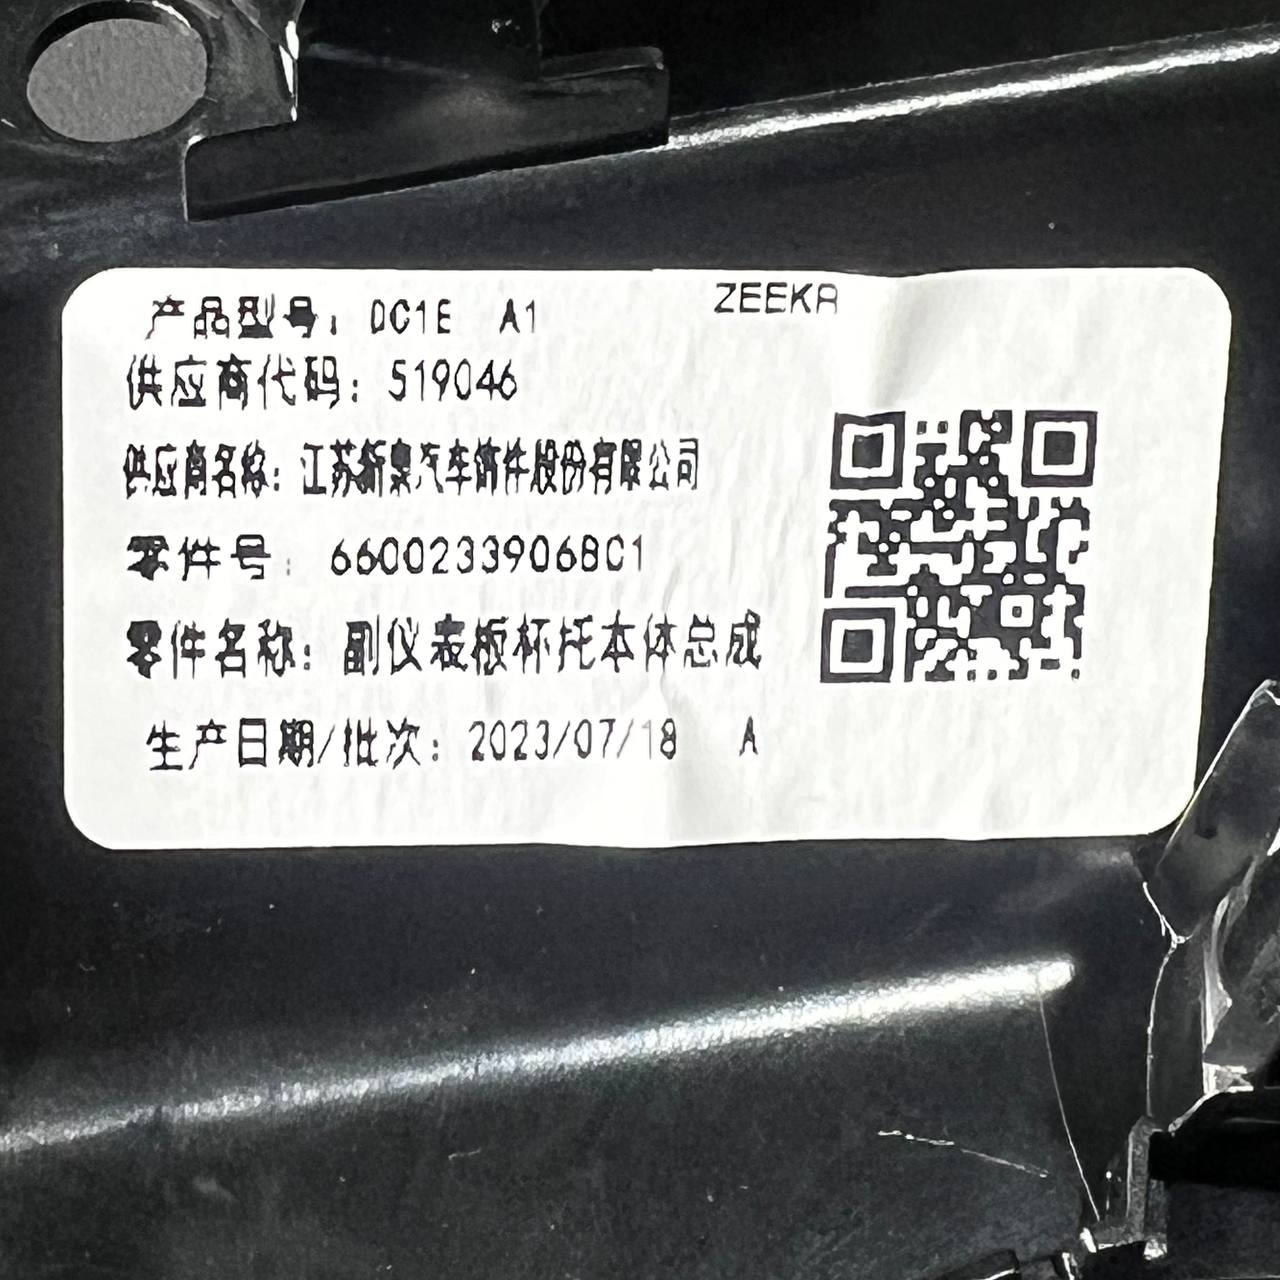 产品型号：DC1E A1 ZEEKR
供应商代码：519046
供应商名称：江苏新泉汽车饰件股份有限公司
零件号：66002339068C1
零件名称：副仪表板杯托本体总成
生产日期/批次：2023/07/18 A